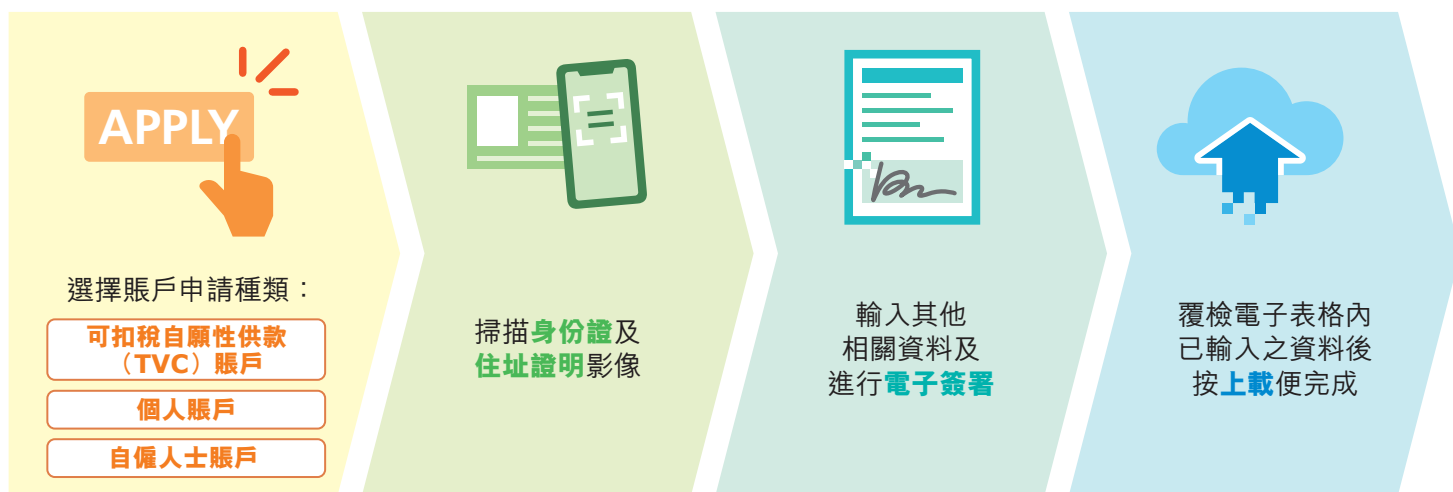 APPLY
選擇賬戶申請種類：
可扣稅自願性供款
（TVC）賬戶
個人賬戶
自僱人士賬戶
掃描身份證及
住址證明影像
輸入其他
相關資料及
進行電子簽署
覆檢電子表格內
已輸入之資料後
按上載便完成